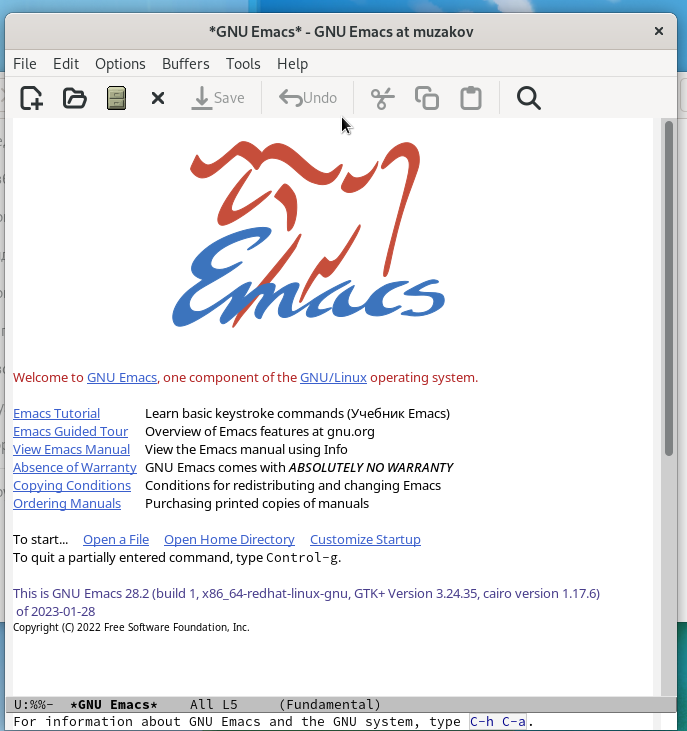 *GNU Emacs* - GNU Emacs at muzakov
File Edit Options Buffers Tools Help
Save Undo
Emacs
Welcome to GNU Emacs, one component of the GNU/Linux operating system.
Emacs Tutorial Learn basic keystroke commands (Учебник Emacs)
Emacs Guided Tour Overview of Emacs features at gnu.org
View Emacs Manual View the Emacs manual using Info
Absence of Warranty GNU Emacs comes with ABSOLUTELY NO WARRANTY
Copying Conditions Conditions for redistributing and changing Emacs
Ordering Manuals Purchasing printed copies of manuals
To start... Open a File Open Home Directory Customize Startup
To quit a partially entered command, type Control-g.
This is GNU Emacs 28.2 (build 1, x86_64-redhat-linux-gnu, GTK+ Version 3.24.35, cairo version 1.17.6)
of 2023-01-28
Copyright (C) 2022 Free Software Foundation, Inc.
U:%%- *GNU Emacs* All L5 (Fundamental)
For information about GNU Emacs and the GNU system, type C-h C-a.